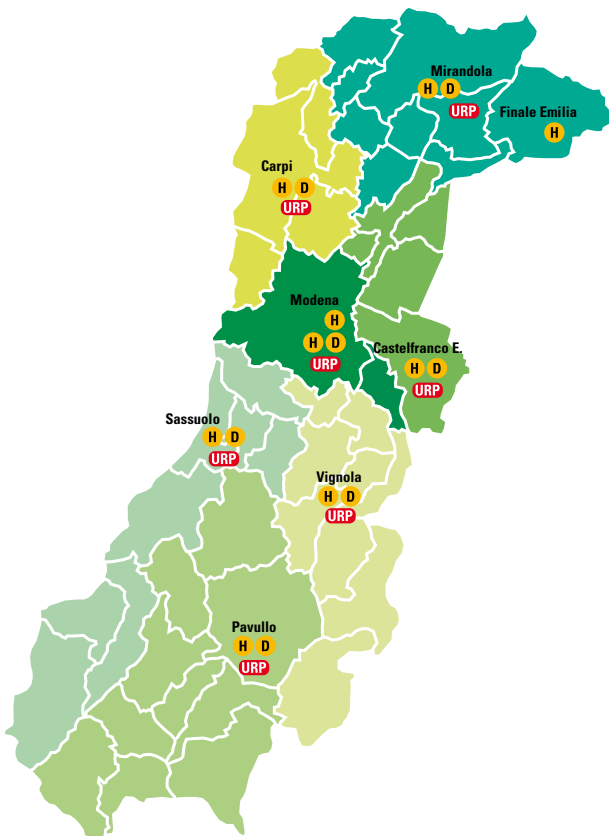 Mirandola
H D
URP
Finale Emilia
H
Carpi
H D
URP
Modena
H
H D
URP
Castelfranco E.
H D
URP
Sassuolo
H D
URP
Vignola
H D
URP
Pavullo
H D
URP